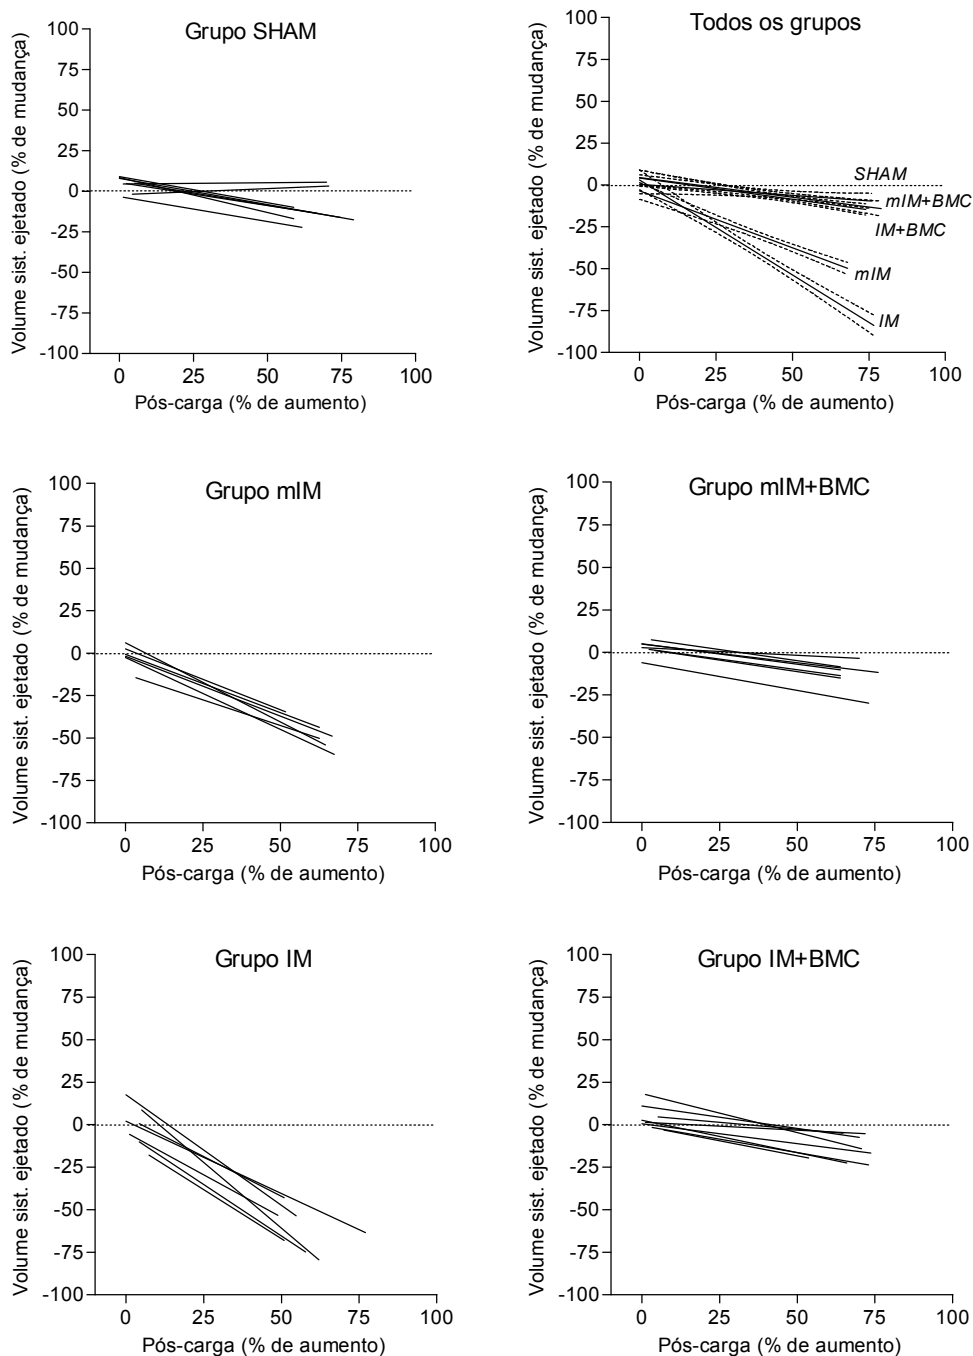 Grupo SHAM
Volume sist. ejetado (% de mudança)
100
75
50
25
0
-25
-50
-75
-100
0 25 50 75 100
Pós-carga (% de aumento)
Todos os grupos
Volume sist. ejetado (% de mudança)
100
75
50
25
0
-25
-50
-75
-100
SHAM
mIM+BMC
IM+BMC
mIM
IM
0 25 50 75 100
Pós-carga (% de aumento)
Grupo mIM
Volume sist. ejetado (% de mudança)
100
75
50
25
0
-25
-50
-75
-100
0 25 50 75 100
Pós-carga (% de aumento)
Grupo mIM+BMC
Volume sist. ejetado (% de mudança)
100
75
50
25
0
-25
-50
-75
-100
0 25 50 75 100
Pós-carga (% de aumento)
Grupo IM
Volume sist. ejetado (% de mudança)
100
75
50
25
0
-25
-50
-75
-100
0 25 50 75 100
Pós-carga (% de aumento)
Grupo IM+BMC
Volume sist. ejetado (% de mudança)
100
75
50
25
0
-25
-50
-75
-100
0 25 50 75 100
Pós-carga (% de aumento)